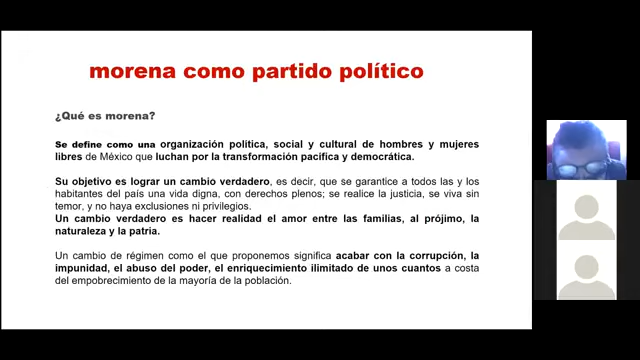 morena como partido político
¿Qué es morena?
Se define como una organización politica, social y cultural de hombres y mujeres
libres de México que luchan por la transformación pacifica y democrática.
Su objetivo es lograr un cambio verdadero, es decir, que se garantice a todos las y los
habitantes del país una vida digna, con derechos plenos; se realice la justicia, se viva sin
temor, y no haya exclusiones ni privilegios.
Un cambio verdadero es hacer realidad el amor entre las familias, al prójimo, la
naturaleza y la patria.
Un cambio de régimen como el que proponemos significa acabar con la corrupción, la
impunidad, el abuso del poder, el enriquecimiento ilimitado de unos cuantos a costa
del empobrecimiento de la mayoría de la población.